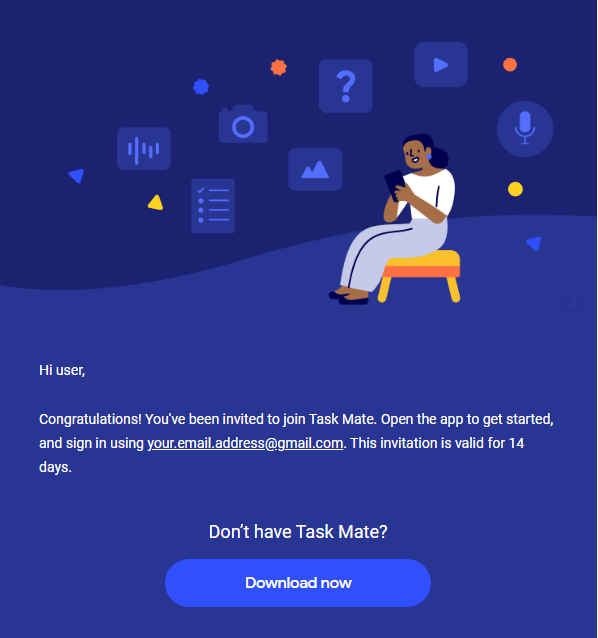 ?
Hi user,
Congratulations! You've been invited to join Task Mate. Open the app to get started,
and sign in using your.email.address@gmail.com. This invitation is valid for 14
days.
Don’t have Task Mate?
Download now